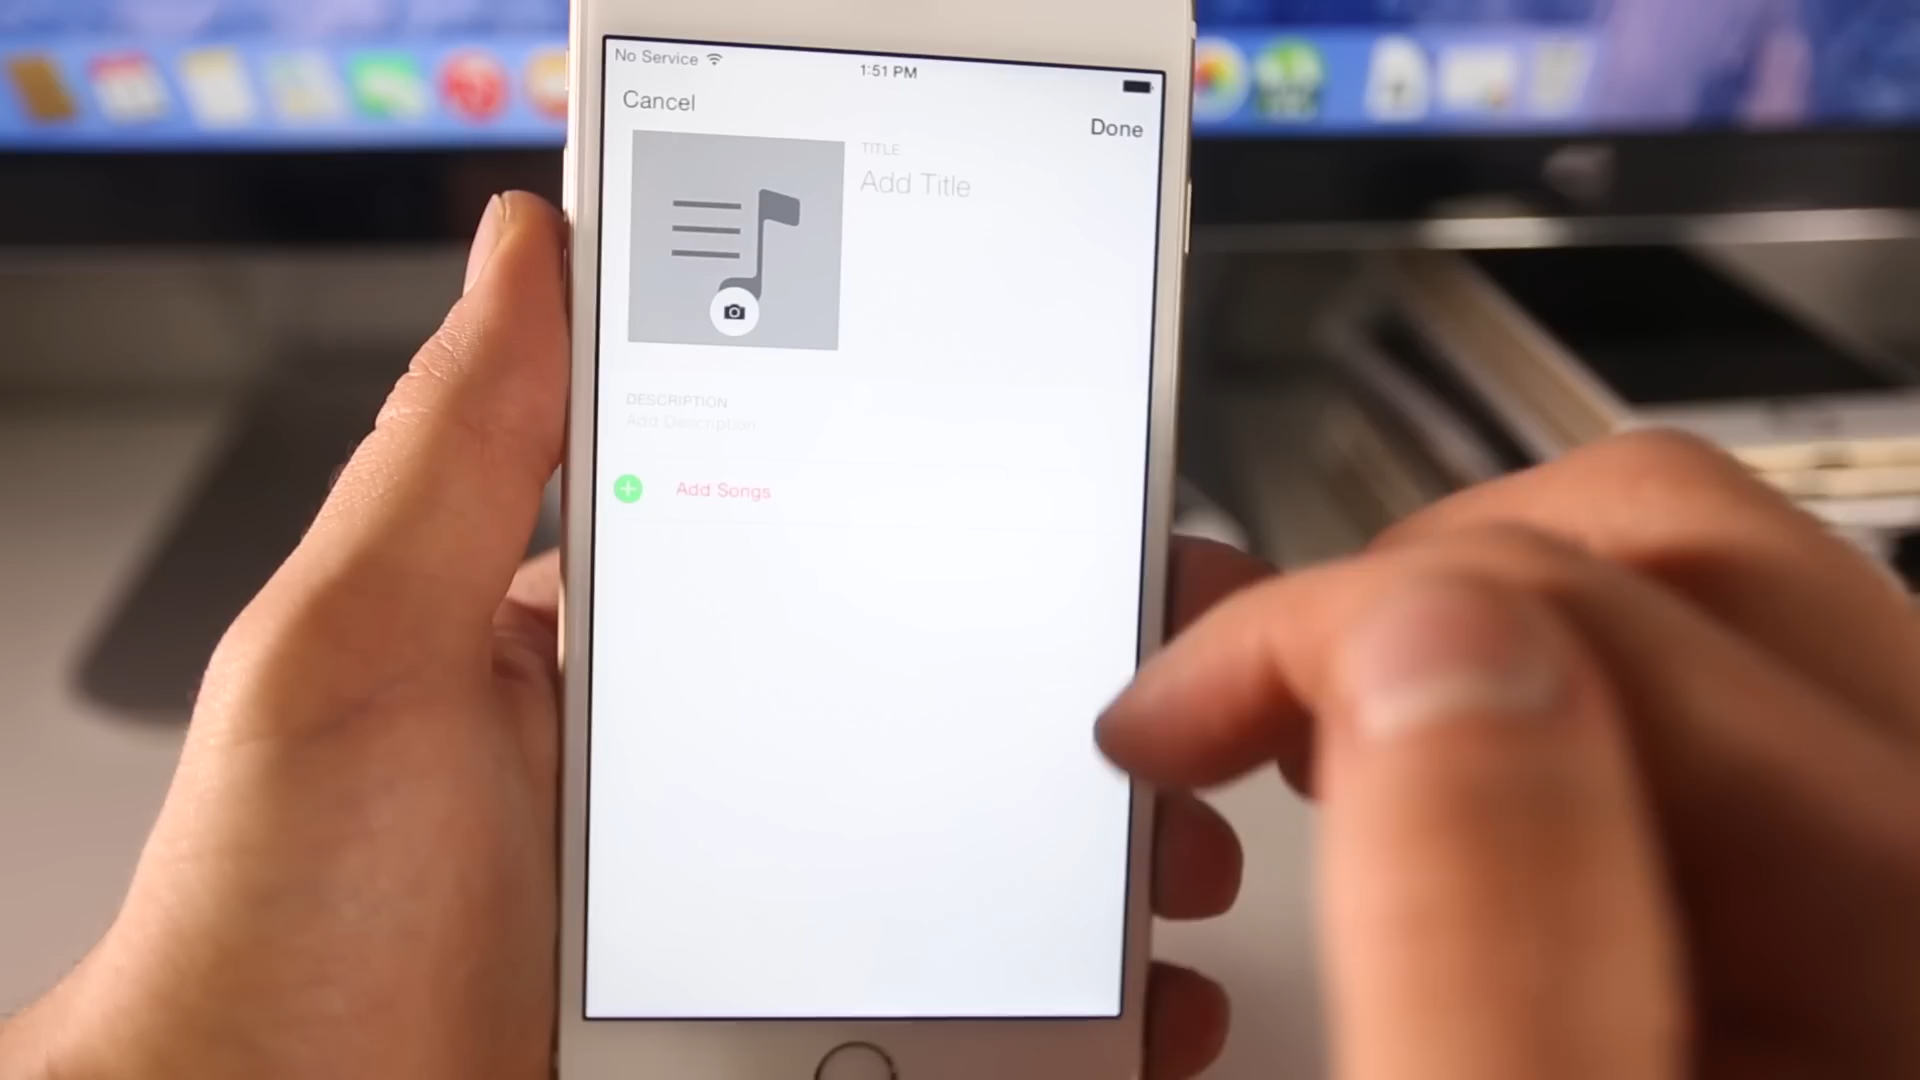 No Service
1:51 PM
Cancel
Done
TITLE
Add Title
DESCRIPTION
Add Description
Add Songs